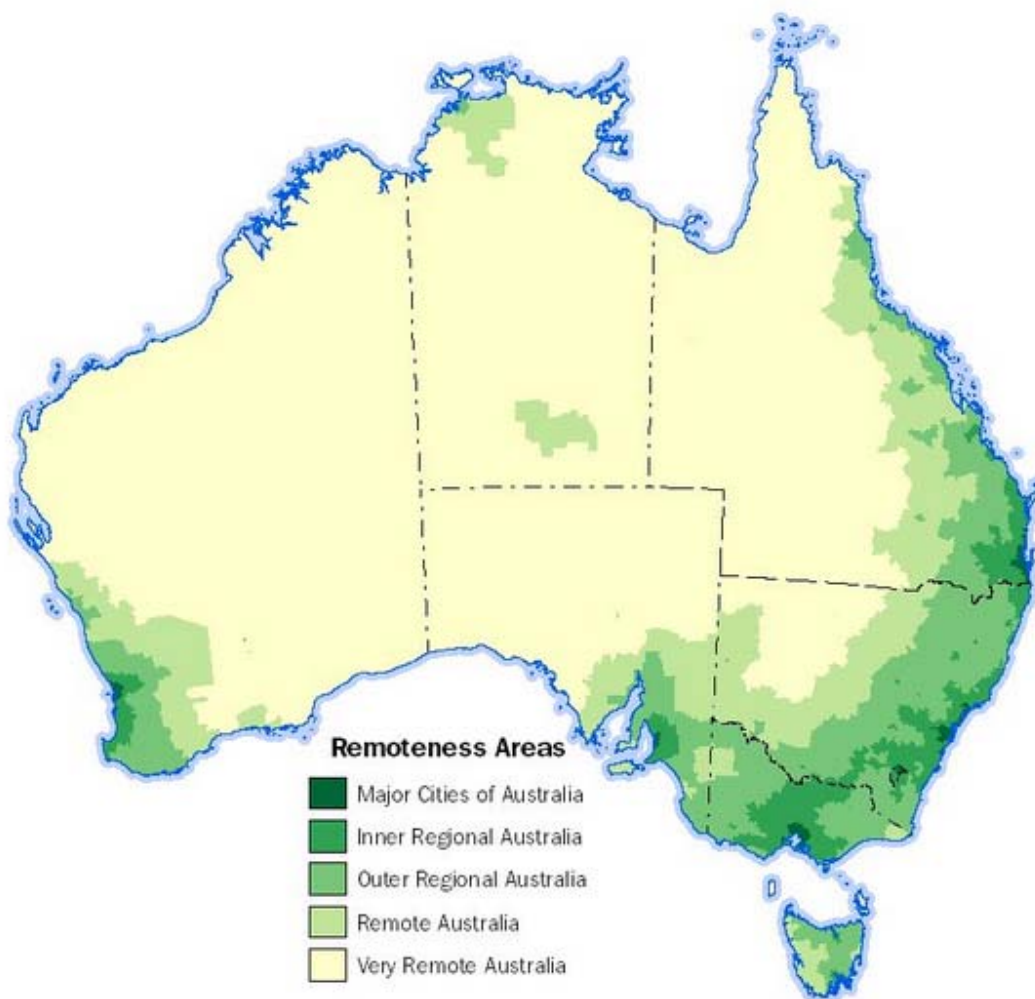 Remoteness Areas
Major Cities of Australia
Inner Regional Australia
Outer Regional Australia
Remote Australia
Very Remote Australia